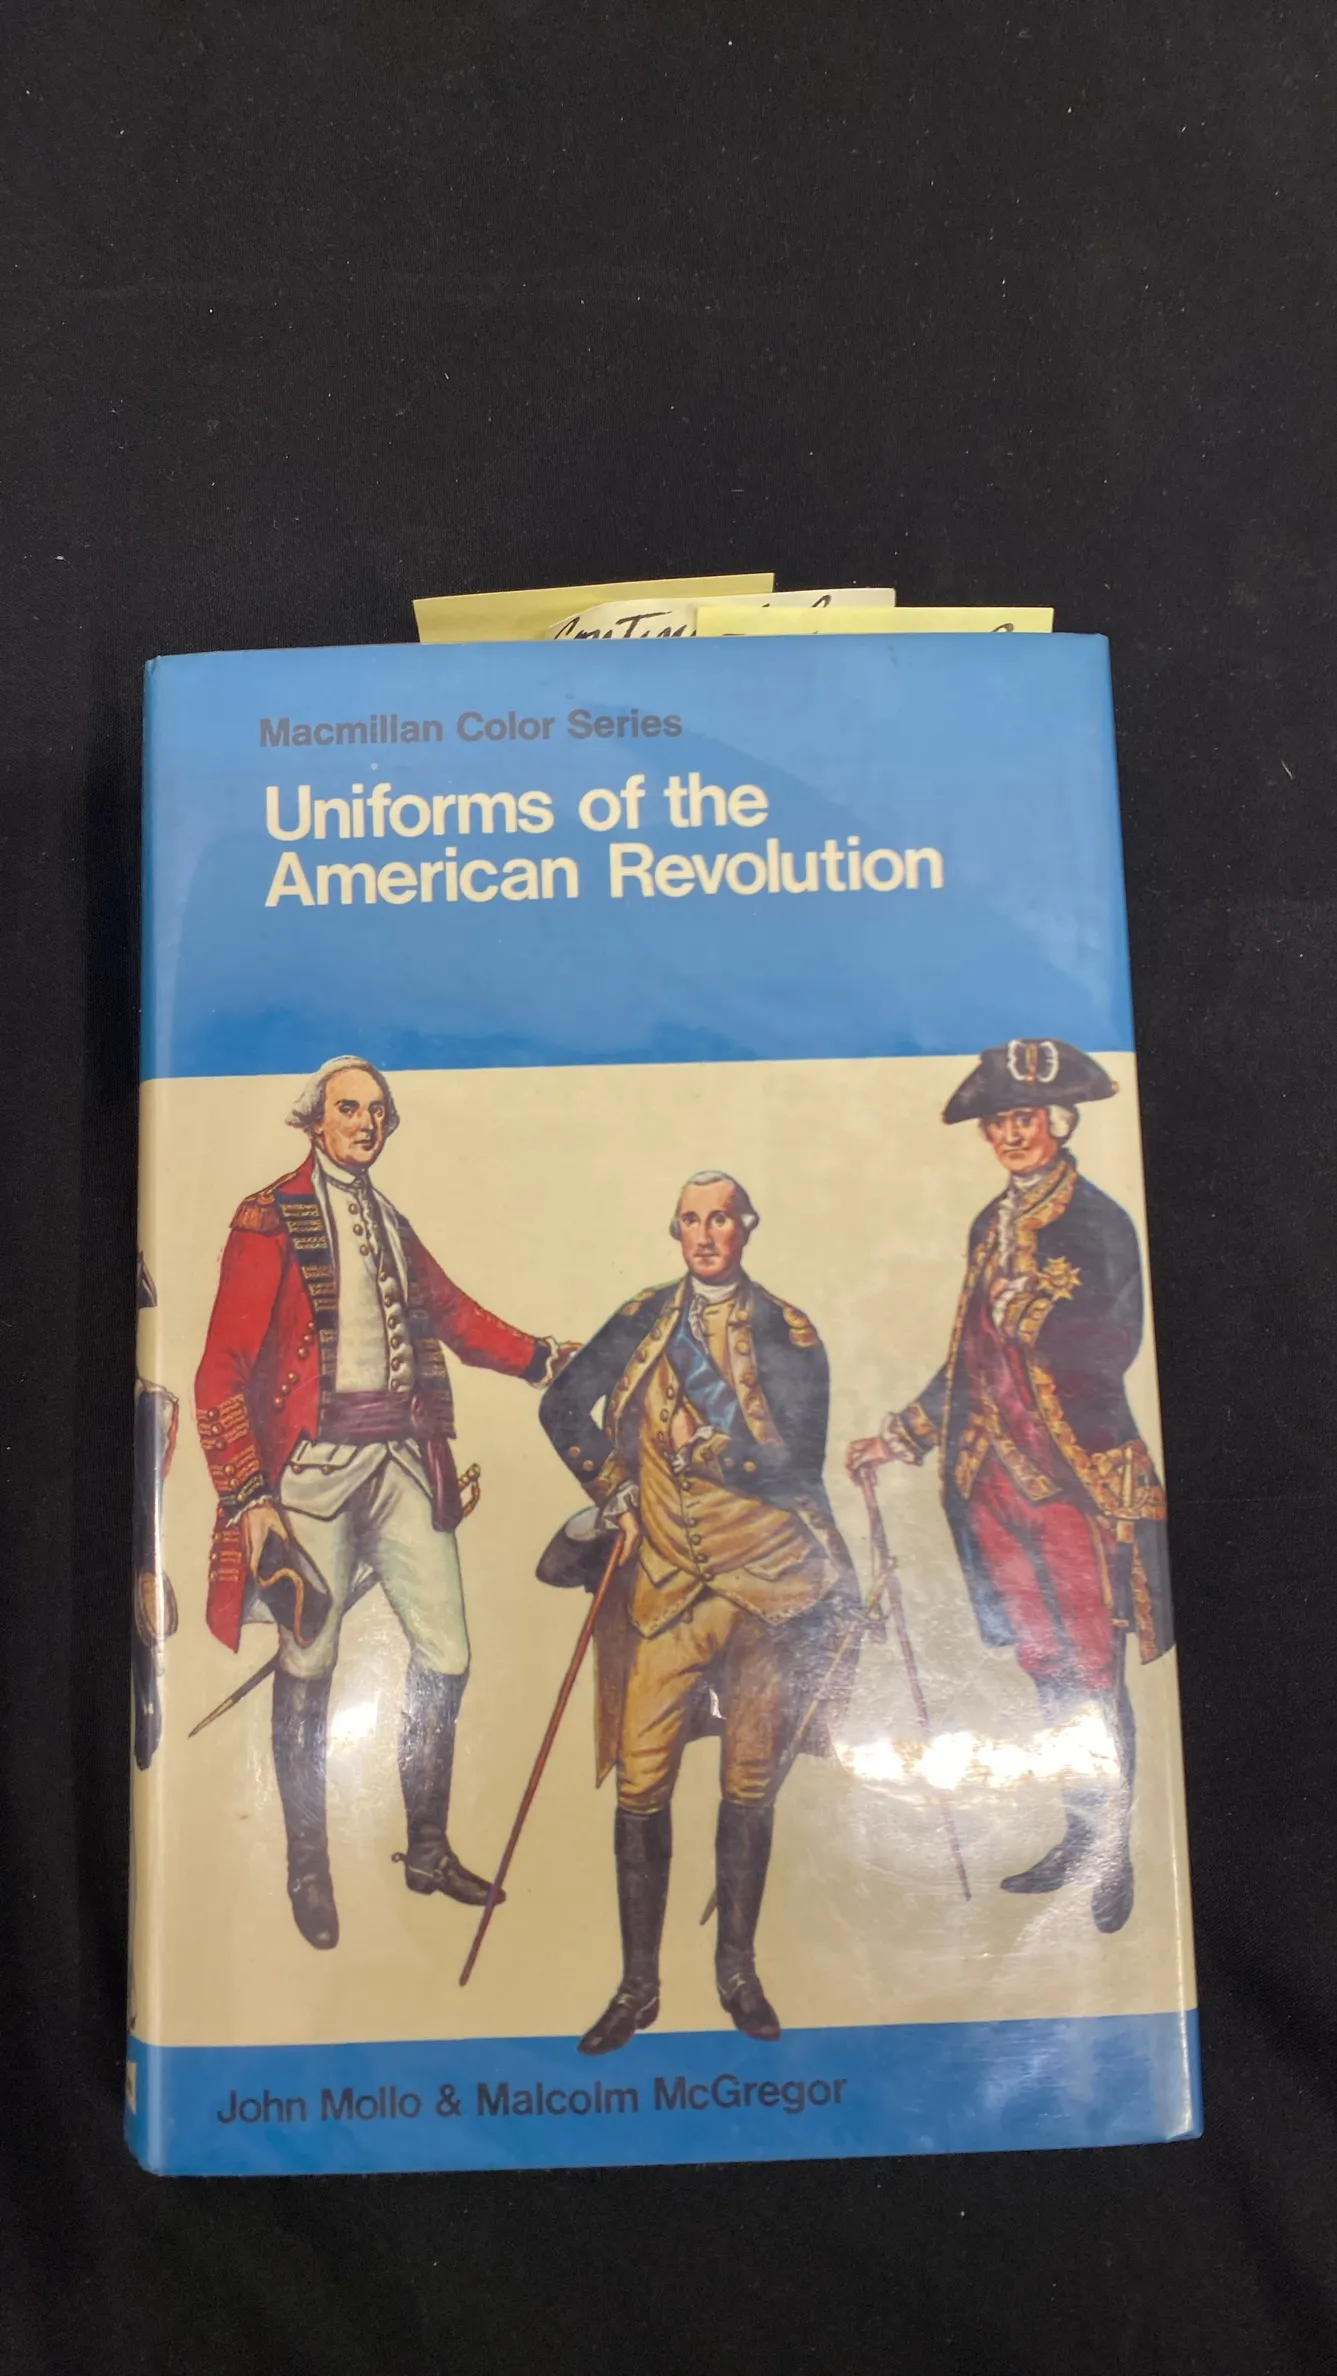 Macmillan Color Series
Uniforms of the
American Revolution
John Mollo & Malcolm McGregor